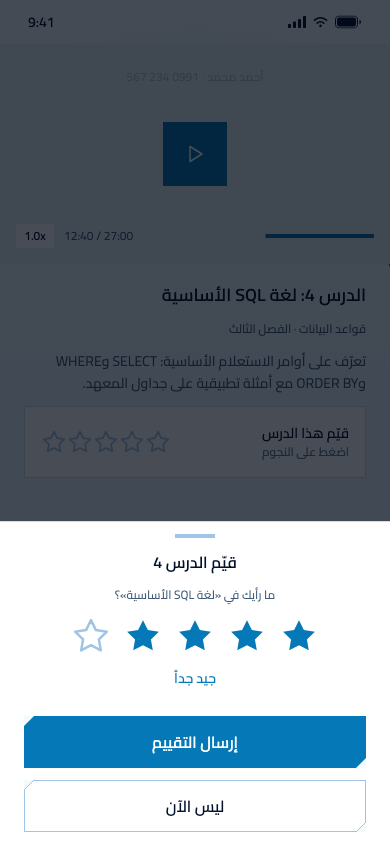 9:41
أحمد محمد · 0991 234 567
1.0x
12:40 / 27:00
الدرس 4: لغة SQL الأساسية
قواعد البيانات · الفصل الثالث
تعرّف على أوامر الاستعلام الأساسية: SELECT وWHERE
وORDER BY مع أمثلة تطبيقية على جداول المعهد.
قيّم هذا الدرس
اضغط على النجوم
قيّم الدرس 4
ما رأيك في «لغة SQL الأساسية»؟
جيد جداً
إرسال التقييم
ليس الآن